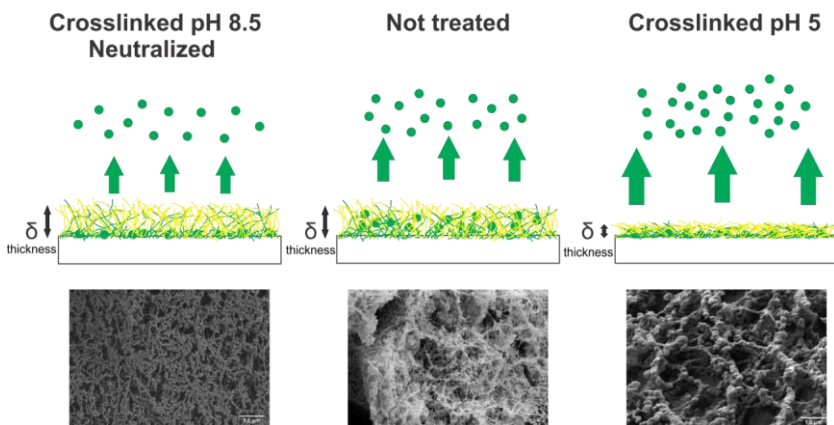 Crosslinked pH 8.5
Neutralized
Not treated
Crosslinked pH 5
δ
thickness
δ
thickness
δ
thickness